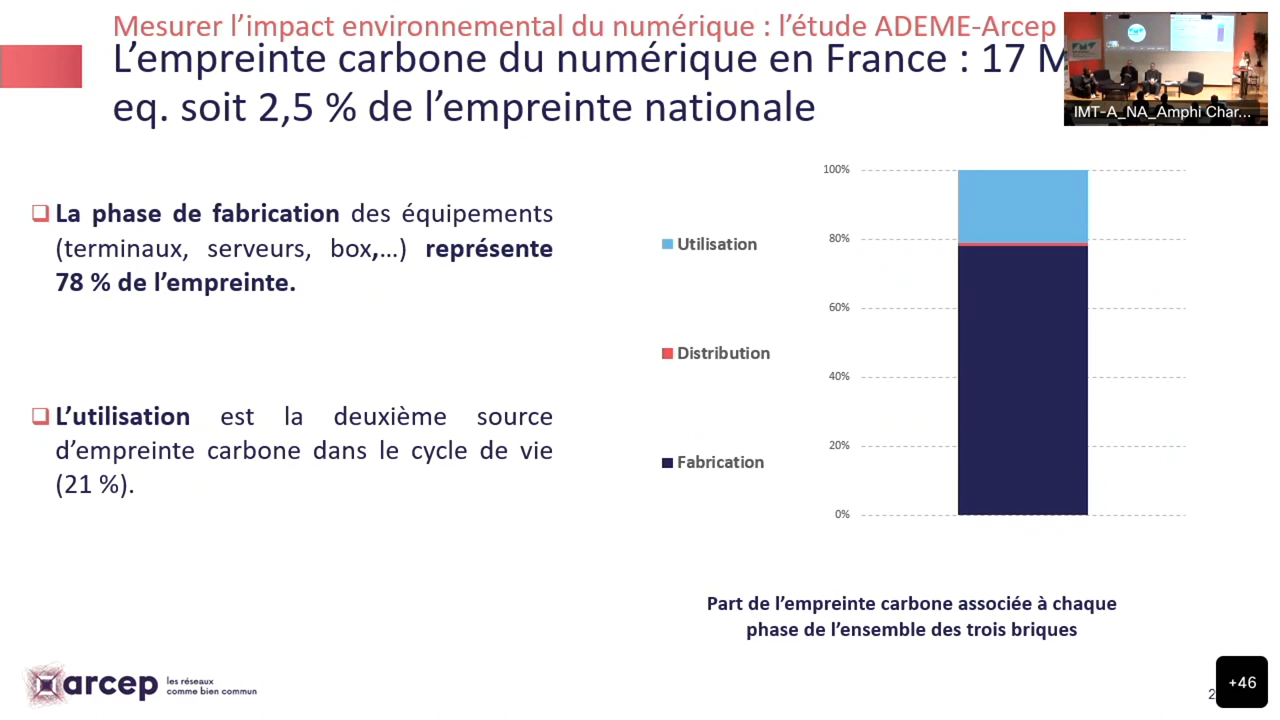 Mesurer l’impact environnemental du numérique : l’étude ADEME-Arcep
L’empreinte carbone du numérique en France : 17 M
eq. soit 2,5 % de l’empreinte nationale
IMT-A_NA_Amphi Char...
La phase de fabrication des équipements
(terminaux, serveurs, box,…) représente
78 % de l’empreinte.
L’utilisation est la deuxième source
d’empreinte carbone dans le cycle de vie
(21 %).
Utilisation
Distribution
Fabrication
100%
80%
60%
40%
20%
0%
Part de l’empreinte carbone associée à chaque
phase de l’ensemble des trois briques
arcep
les réseaux
comme bien commun
2
+46